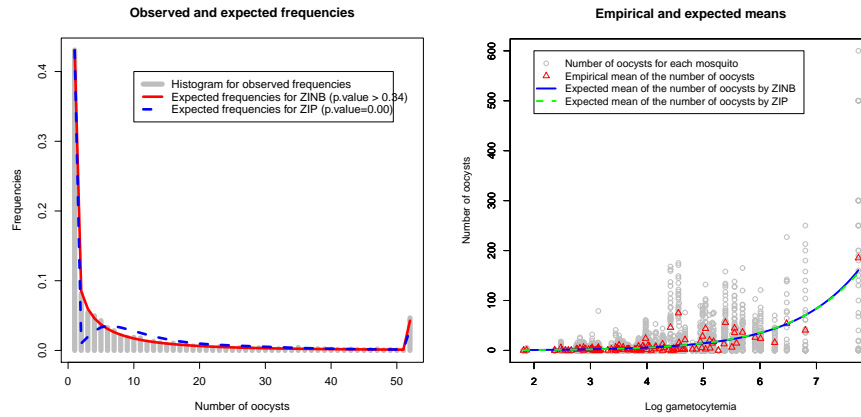 Observed and expected frequencies
Frequencies
0.4
0.3
0.2
0.1
0.0
Histogram for observed frequencies
Expected frequencies for ZINB (p.value > 0.34)
Expected frequencies for ZIP (p.value=0.00)
0 10 20 30 40 50
Number of oocysts
Empirical and expected means
Number of oocysts
600
500
400
300
200
100
0
Number of oocysts for each mosquito
Empirical mean of the number of oocysts
Expected mean of the number of oocysts by ZINB
Expected mean of the number of oocysts by ZIP
2 3 4 5 6 7
Log gametocytemia